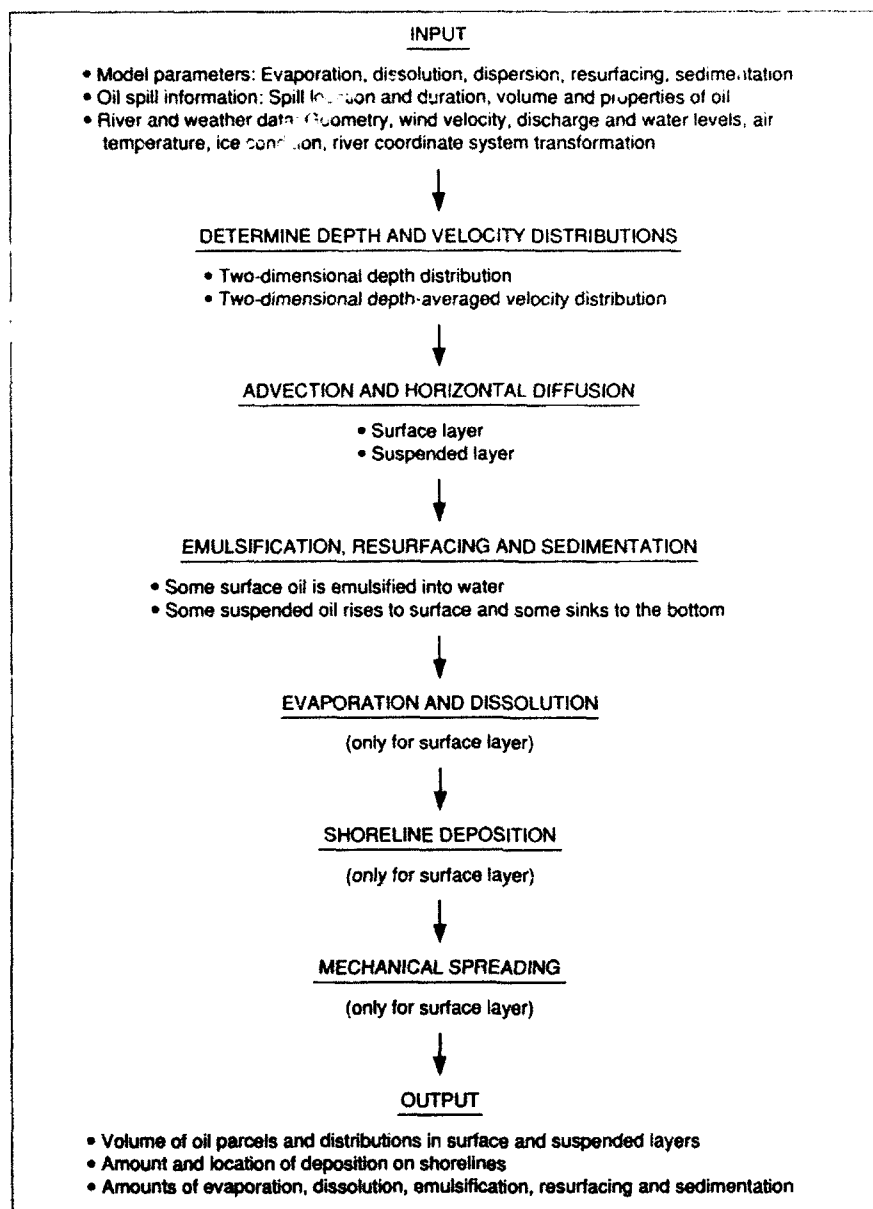 INPUT
• Model parameters: Evaporation, dissolution, dispersion, resurfacing, sedimentation
• Oil spill information: Spill location and duration, volume and properties of oil
• River and weather data: Geometry, wind velocity, discharge and water levels, air
temperature, ice condition, river coordinate system transformation
DETERMINE DEPTH AND VELOCITY DISTRIBUTIONS
• Two-dimensional depth distribution
• Two-dimensional depth-averaged velocity distribution
ADVECTION AND HORIZONTAL DIFFUSION
• Surface layer
• Suspended layer
EMULSIFICATION, RESURFACING AND SEDIMENTATION
• Some surface oil is emulsified into water
• Some suspended oil rises to surface and some sinks to the bottom
EVAPORATION AND DISSOLUTION
(only for surface layer)
SHORELINE DEPOSITION
(only for surface layer)
MECHANICAL SPREADING
(only for surface layer)
OUTPUT
• Volume of oil parcels and distributions in surface and suspended layers
• Amount and location of deposition on shorelines
• Amounts of evaporation, dissolution, emulsification, resurfacing and sedimentation